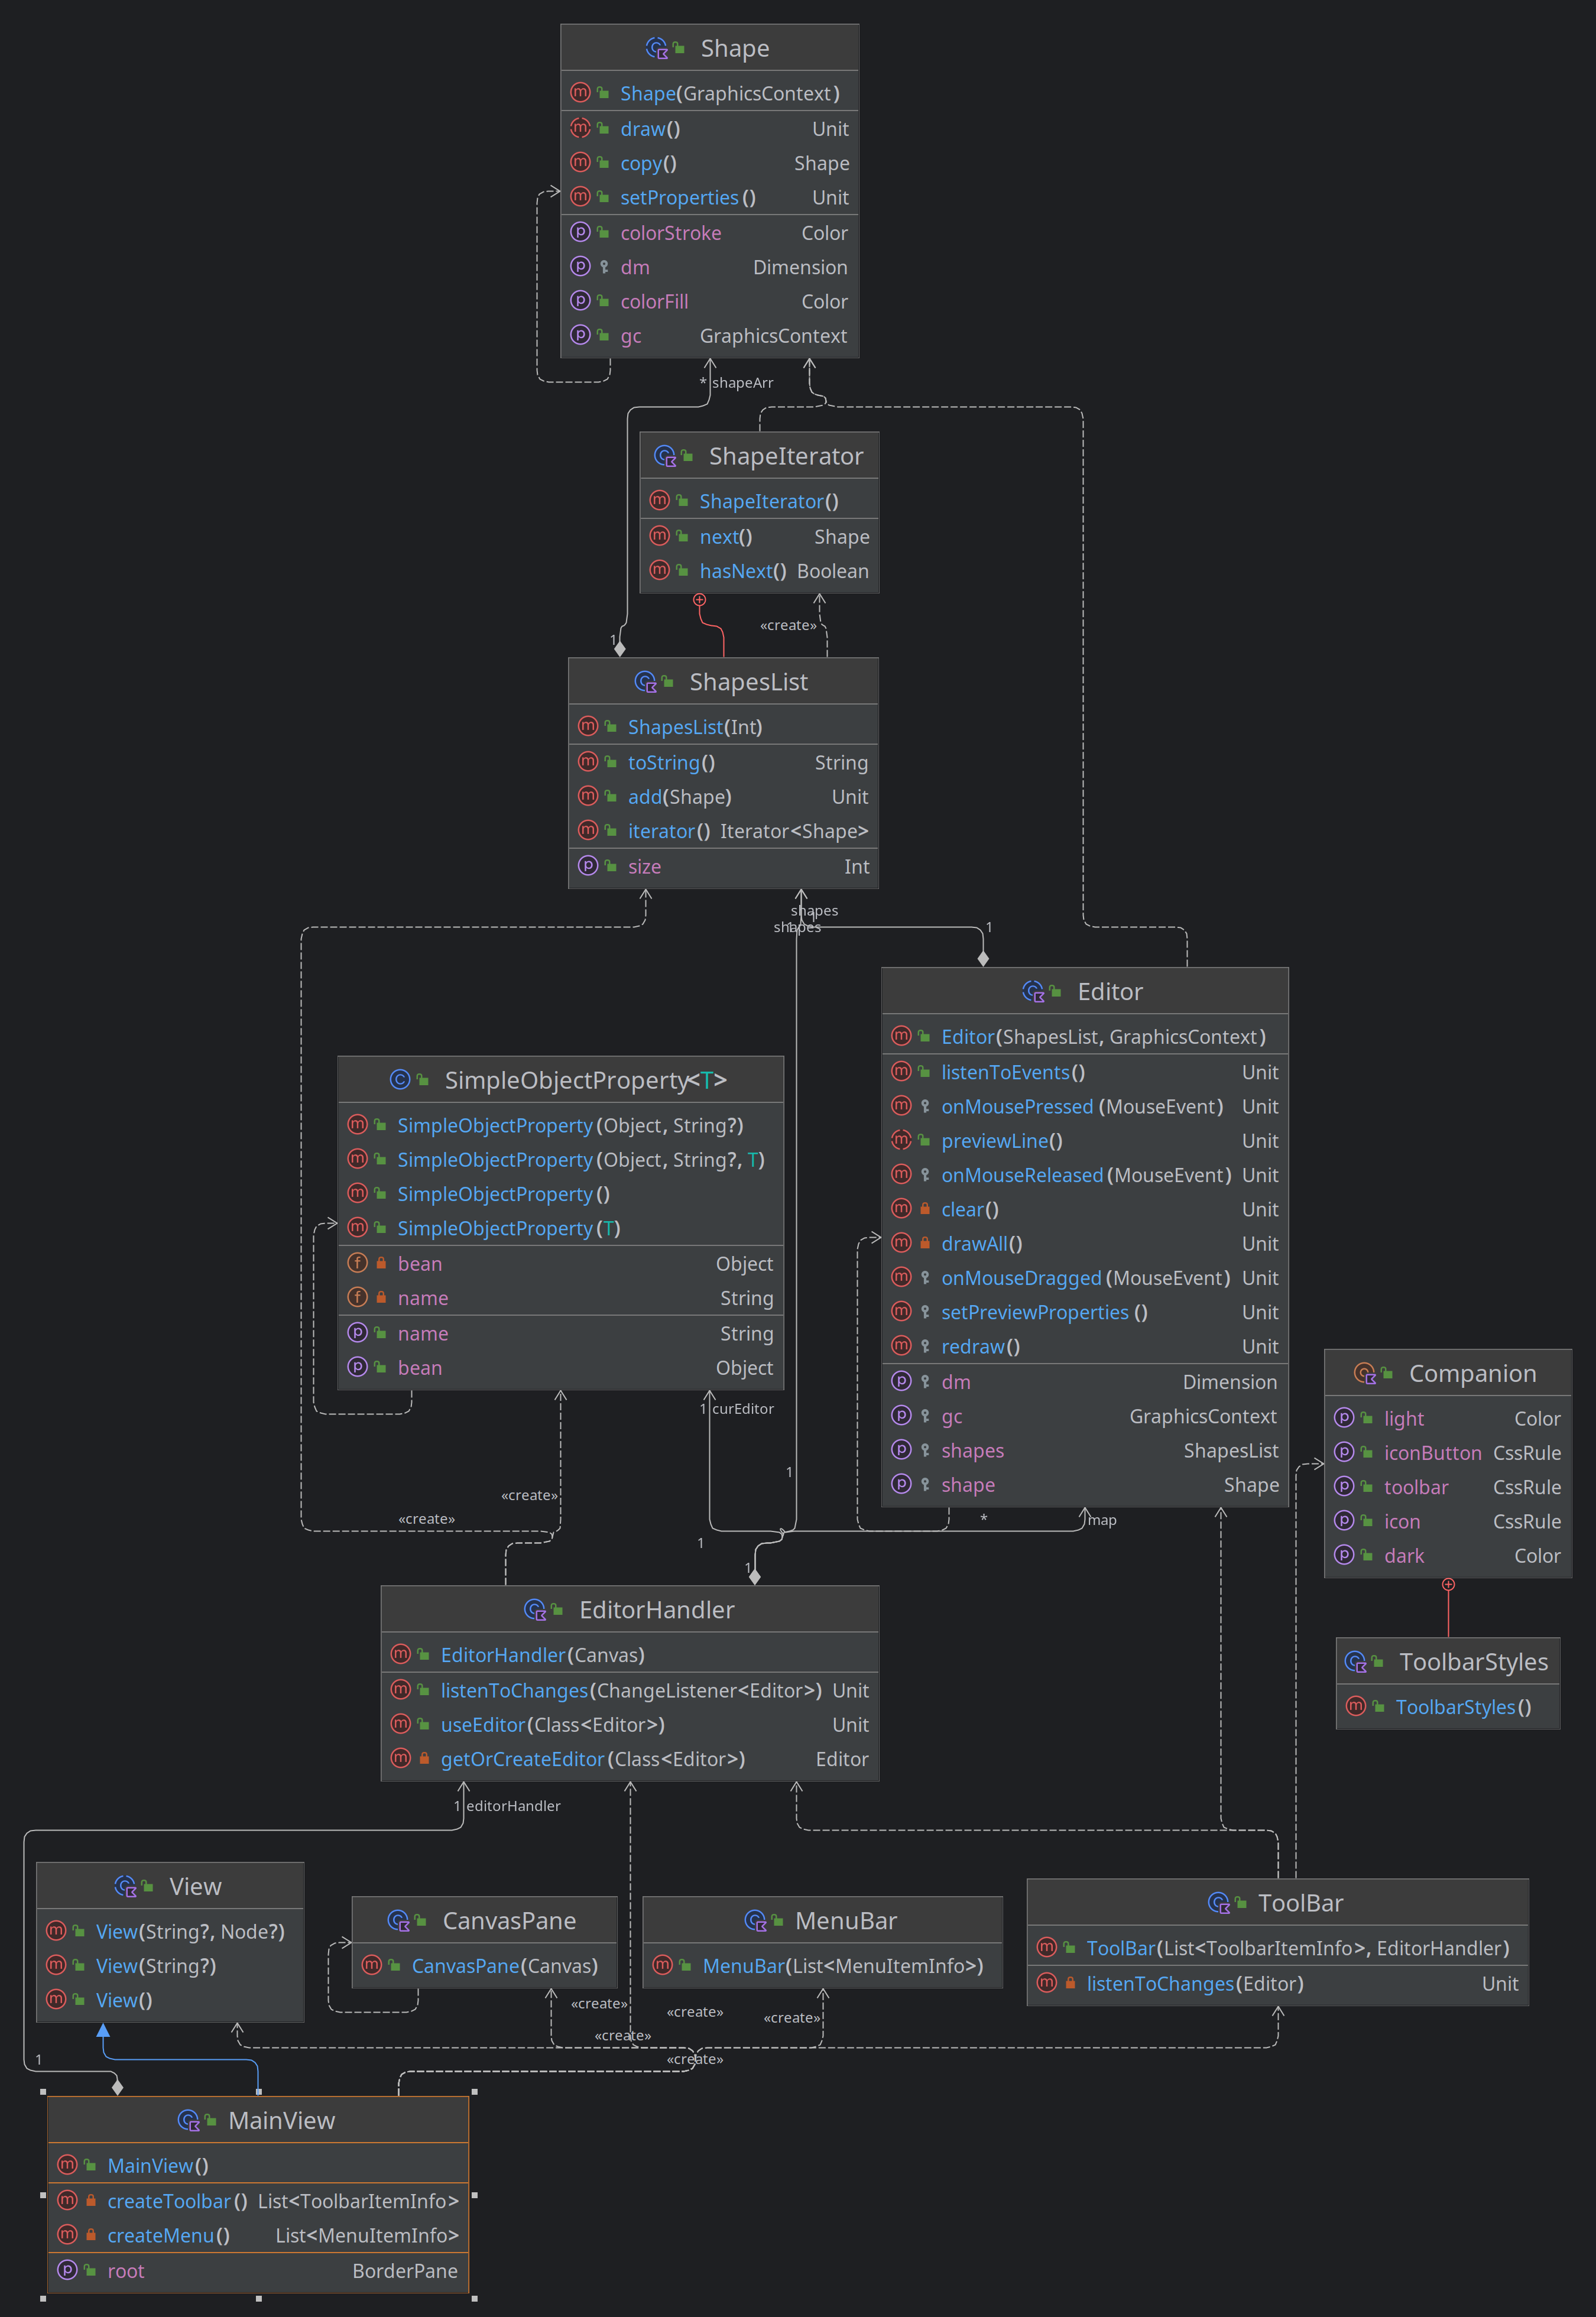 Shape
Shape(GraphicsContext)
draw() Unit
copy() Shape
setProperties() Unit
colorStroke Color
dm Dimension
colorFill Color
gc GraphicsContext
* shapeArr
ShapeIterator
ShapeIterator()
next() Shape
hasNext() Boolean
«create»
1
ShapesList
ShapesList(Int)
toString() String
add(Shape) Unit
iterator() Iterator<Shape>
size Int
shapes
1
shapes
1
1
Editor
Editor(ShapesList, GraphicsContext)
listenToEvents() Unit
onMousePressed(MouseEvent) Unit
previewLine() Unit
onMouseReleased(MouseEvent) Unit
clear() Unit
drawAll() Unit
onMouseDragged(MouseEvent) Unit
setPreviewProperties() Unit
redraw() Unit
dm Dimension
gc GraphicsContext
shapes ShapesList
shape Shape
SimpleObjectProperty<T>
SimpleObjectProperty(Object, String?)
SimpleObjectProperty(Object, String?, T)
SimpleObjectProperty()
SimpleObjectProperty(T)
bean Object
name String
name String
bean Object
Companion
light Color
iconButton CssRule
toolbar CssRule
icon CssRule
dark Color
1 curEditor
1
«create»
«create»
* map
1
1
EditorHandler
EditorHandler(Canvas)
listenToChanges(ChangeListener<Editor>) Unit
useEditor(Class<Editor>) Unit
getOrCreateEditor(Class<Editor>) Editor
ToolbarStyles
ToolbarStyles()
1 editorHandler
View
View(String?, Node?)
View(String?)
View()
CanvasPane
CanvasPane(Canvas)
MenuBar
MenuBar(List<MenuItemInfo>)
ToolBar
ToolBar(List<ToolbarItemInfo>, EditorHandler)
listenToChanges(Editor) Unit
«create»
«create»
«create»
«create»
«create»
1
MainView
MainView()
createToolbar() List<ToolbarItemInfo>
createMenu() List<MenuItemInfo>
root BorderPane